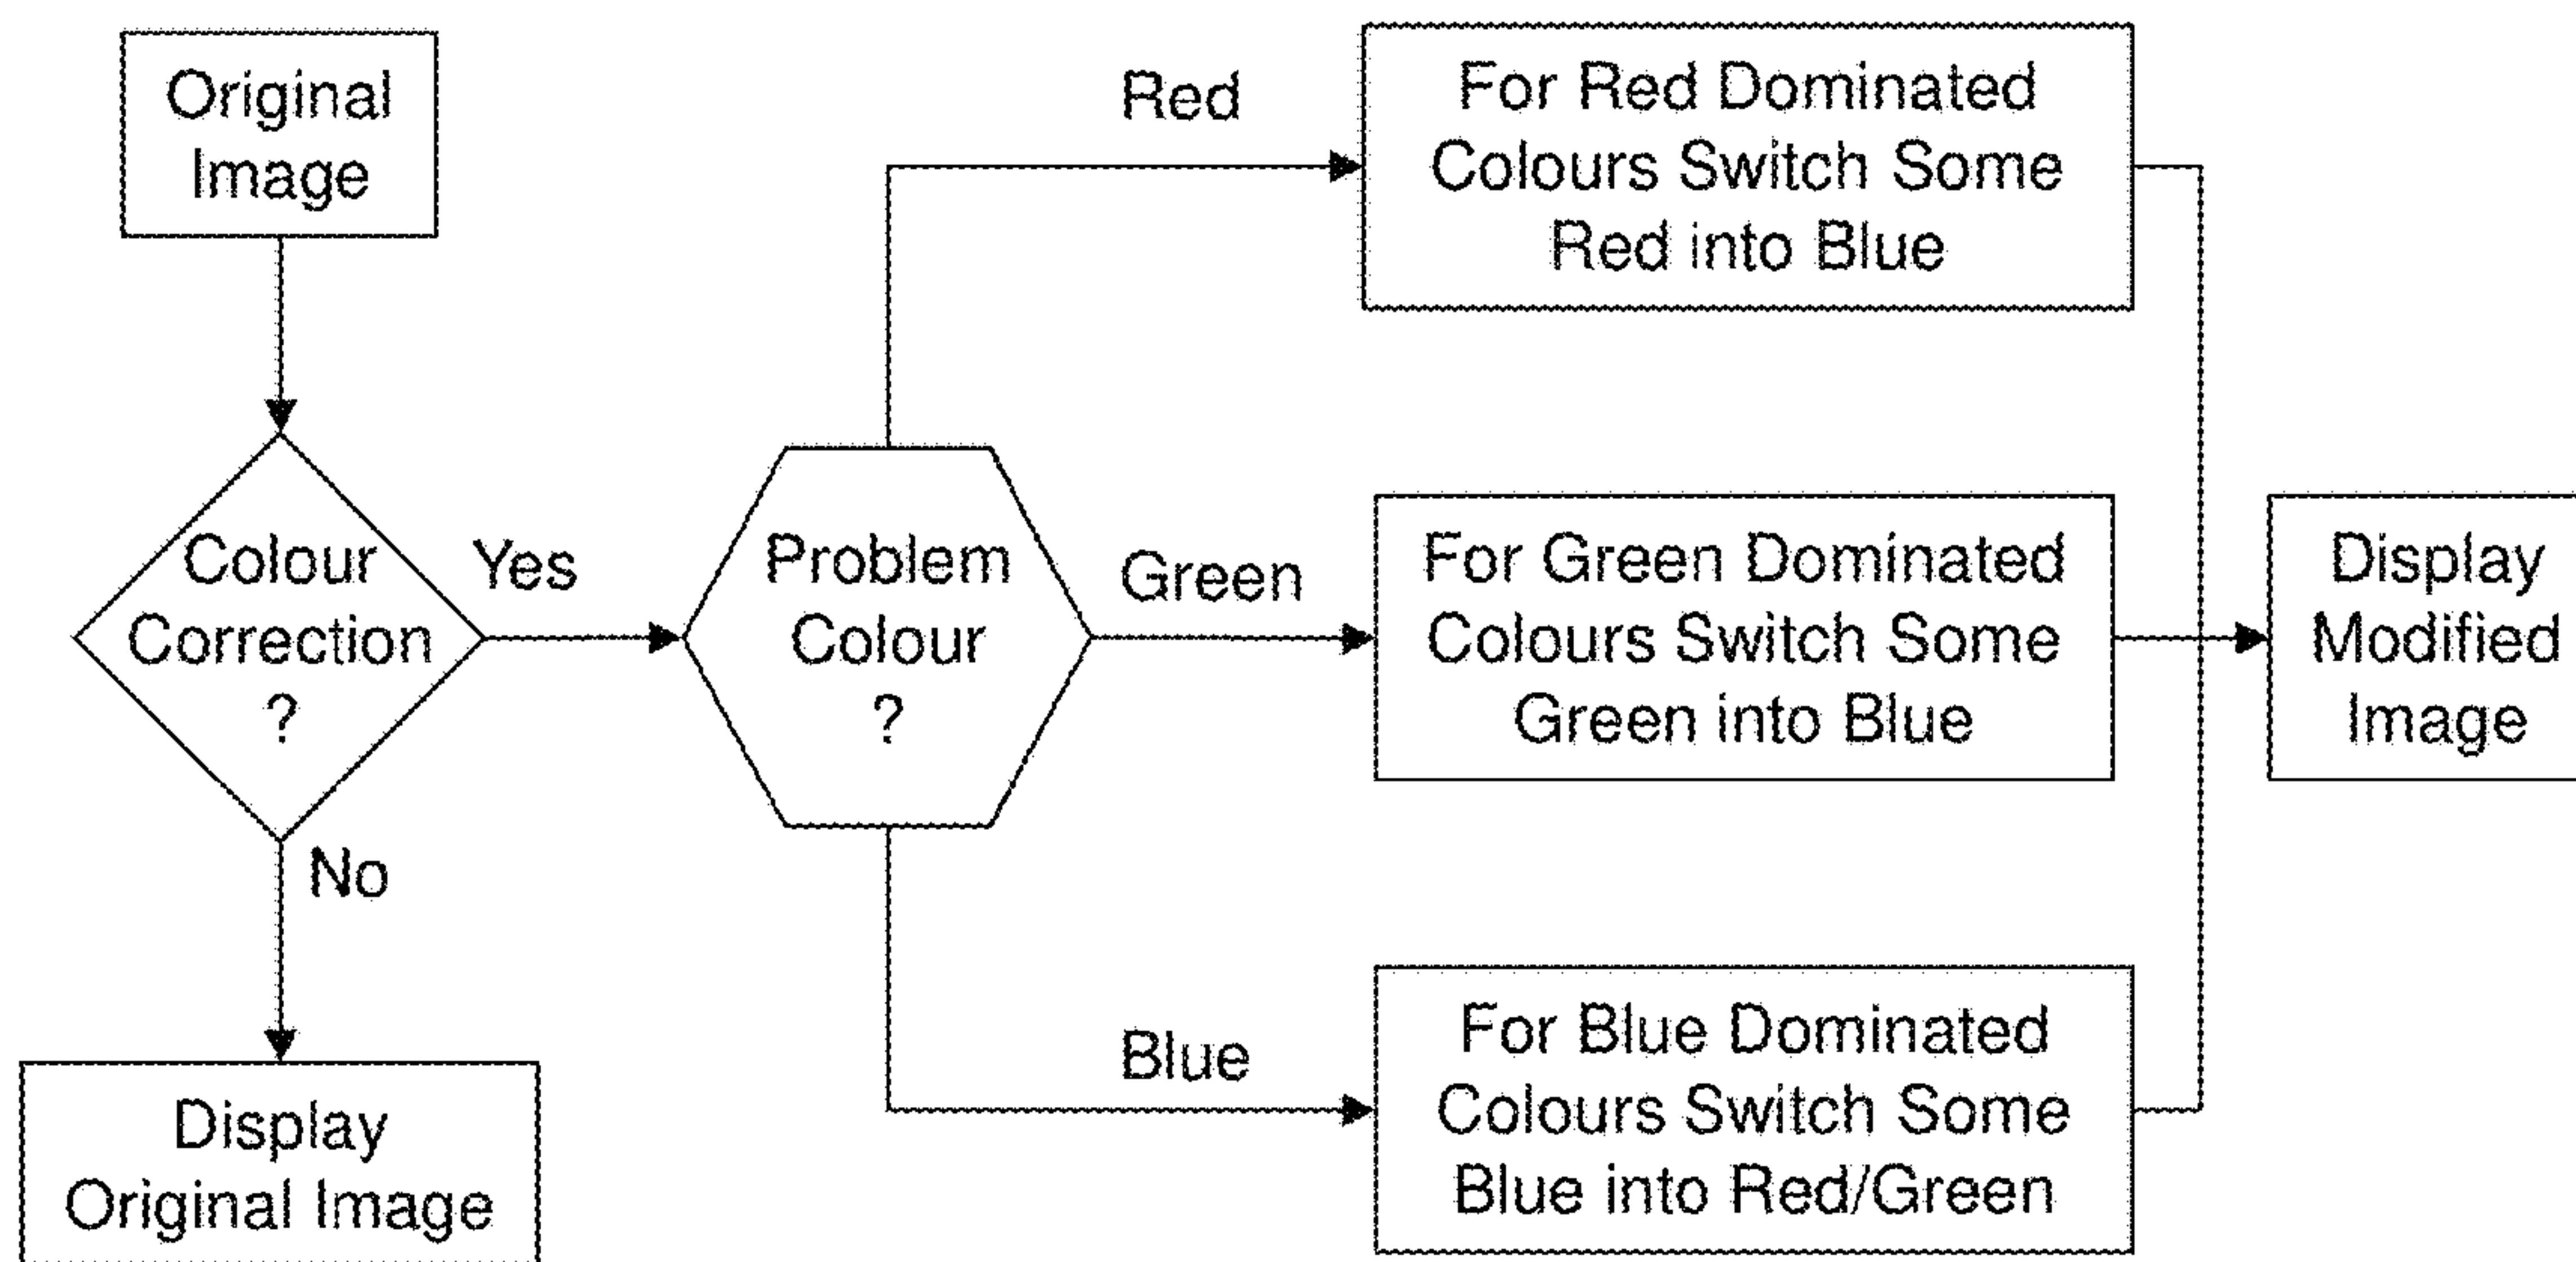 Original
Image
Colour
Correction
?
Yes
No
Display
Original Image
Problem
Colour
?
Red
For Red Dominated
Colours Switch Some
Red into Blue
Green
For Green Dominated
Colours Switch Some
Green into Blue
Blue
For Blue Dominated
Colours Switch Some
Blue into Red/Green
Display
Modified
Image